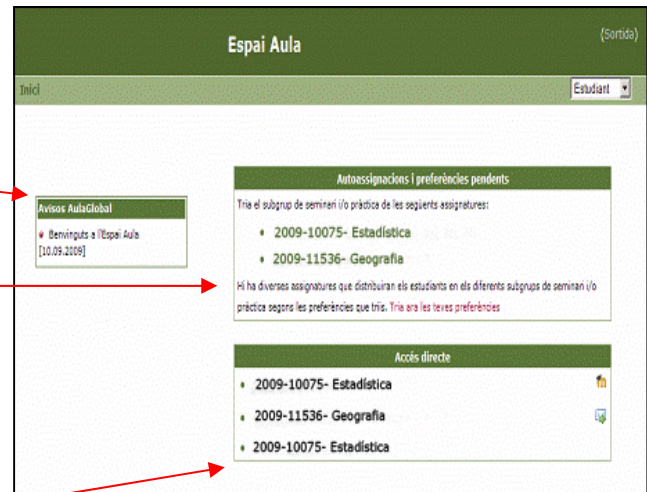 Espai Aula
(Sortida)
Inici
Estudiant
Avisos AulaGlobal
Benvinguts a l'Espai Aula
[10.09.2009]
Autoassignacions i preferències pendents
Tria el subgrup de seminari i/o pràctica de les següents assignatures:
• 2009-10075- Estadística
• 2009-11536- Geografia
Hi ha diverses assignatures que distribuiran els estudiants en els diferents subgrups de seminari i/o
pràctica segons les preferències que triïs. Tria ara les teves preferències
Accés directe
• 2009-10075- Estadística
• 2009-11536- Geografia
• 2009-10075- Estadística